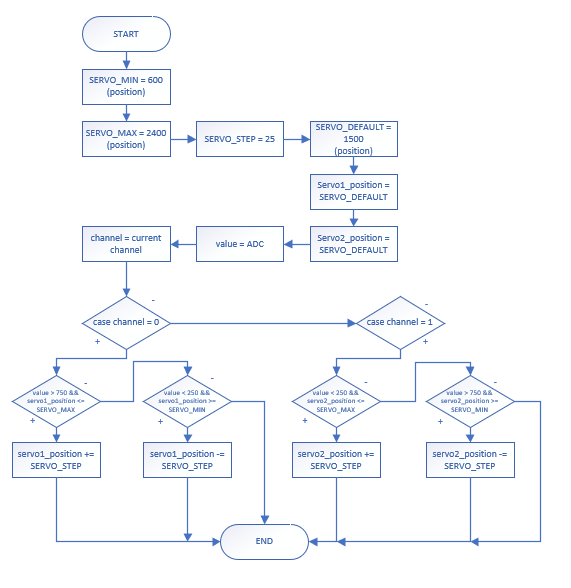 START
SERVO_MIN = 600
(position)
SERVO_MAX = 2400
(position)
SERVO_STEP = 25
SERVO_DEFAULT =
1500
(position)
Servo1_position =
SERVO_DEFAULT
Servo2_position =
SERVO_DEFAULT
value = ADC
channel = current
channel
case channel = 0
-
+
case channel = 1
-
+
value > 750 &&
servo1_position <=
SERVO_MAX
-
+
value < 250 &&
servo1_position >=
SERVO_MIN
-
+
value < 250 &&
servo2_position <=
SERVO_MAX
-
+
value > 750 &&
servo2_position >=
SERVO_MIN
-
+
servo1_position +=
SERVO_STEP
servo1_position -=
SERVO_STEP
servo2_position +=
SERVO_STEP
servo2_position -=
SERVO_STEP
END